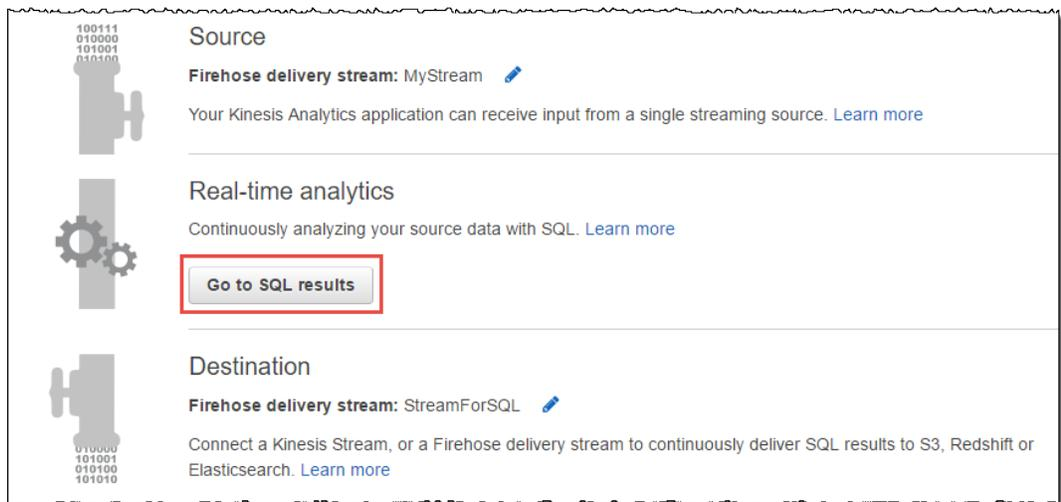 100111
010000
101001
010100
Source
Firehose delivery stream: MyStream
Your Kinesis Analytics application can receive input from a single streaming source. Learn more
Real-time analytics
Continuously analyzing your source data with SQL. Learn more
Go to SQL results
Destination
Firehose delivery stream: StreamForSQL
Connect a Kinesis Stream, or a Firehose delivery stream to continuously deliver SQL results to S3, Redshift or
Elasticsearch. Learn more
010000
101001
010100
101010